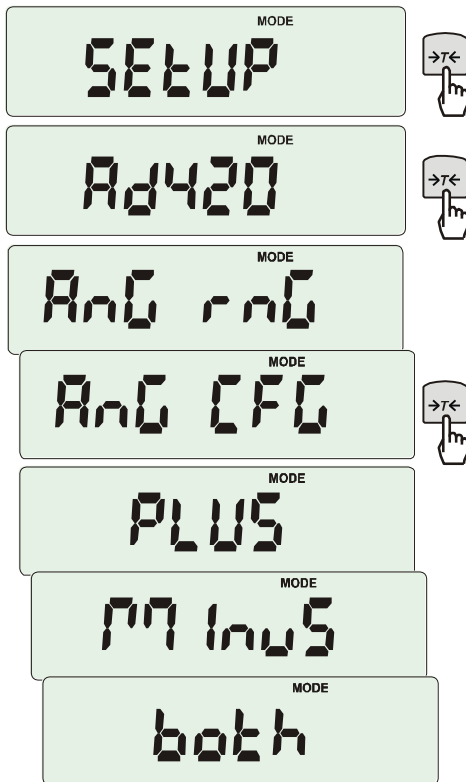 MODE
SEtUP
→T←
MODE
Ad420
→T←
MODE
AnG rnG
MODE
AnG CFG
→T←
MODE
PLUS
MODE
MInuS
MODE
both